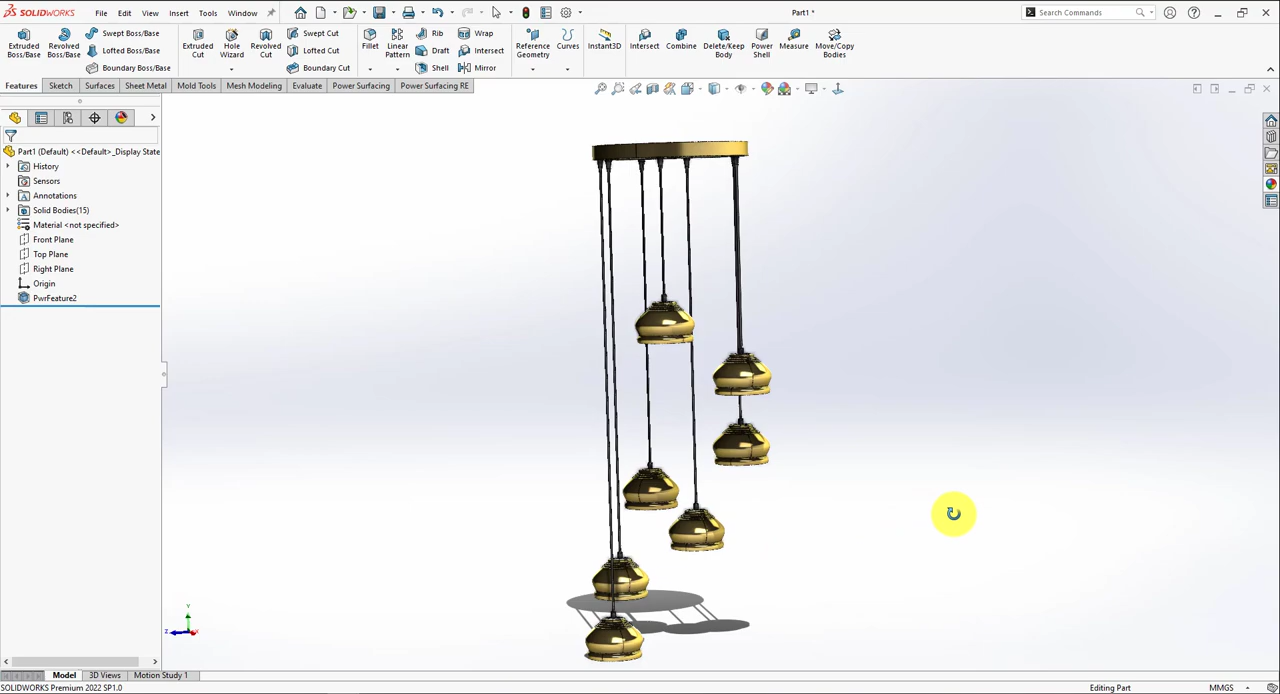 SOLIDWORKS File Edit View Insert Tools Window Part1 * Search Commands
Extruded Boss/Base
Revolved Boss/Base
Swept Boss/Base
Lofted Boss/Base
Boundary Boss/Base
Extruded Cut
Hole Wizard
Revolved Cut
Swept Cut
Lofted Cut
Boundary Cut
Fillet
Linear Pattern
Rib
Draft
Shell
Wrap
Intersect
Mirror
Reference Geometry
Curves
Instant3D
Intersect
Combine
Delete/Keep Body
Power Shell
Measure
Move/Copy Bodies
Features Sketch Surfaces Sheet Metal Mold Tools Mesh Modeling Evaluate Power Surfacing Power Surfacing RE
Part1 (Default) <<Default>_Display State
History
Sensors
Annotations
Solid Bodies(15)
Material <not specified>
Front Plane
Top Plane
Right Plane
Origin
PwrFeature2
Y
Z X
Model 3D Views Motion Study 1
SOLIDWORKS Premium 2022 SP1.0 Editing Part MMGS